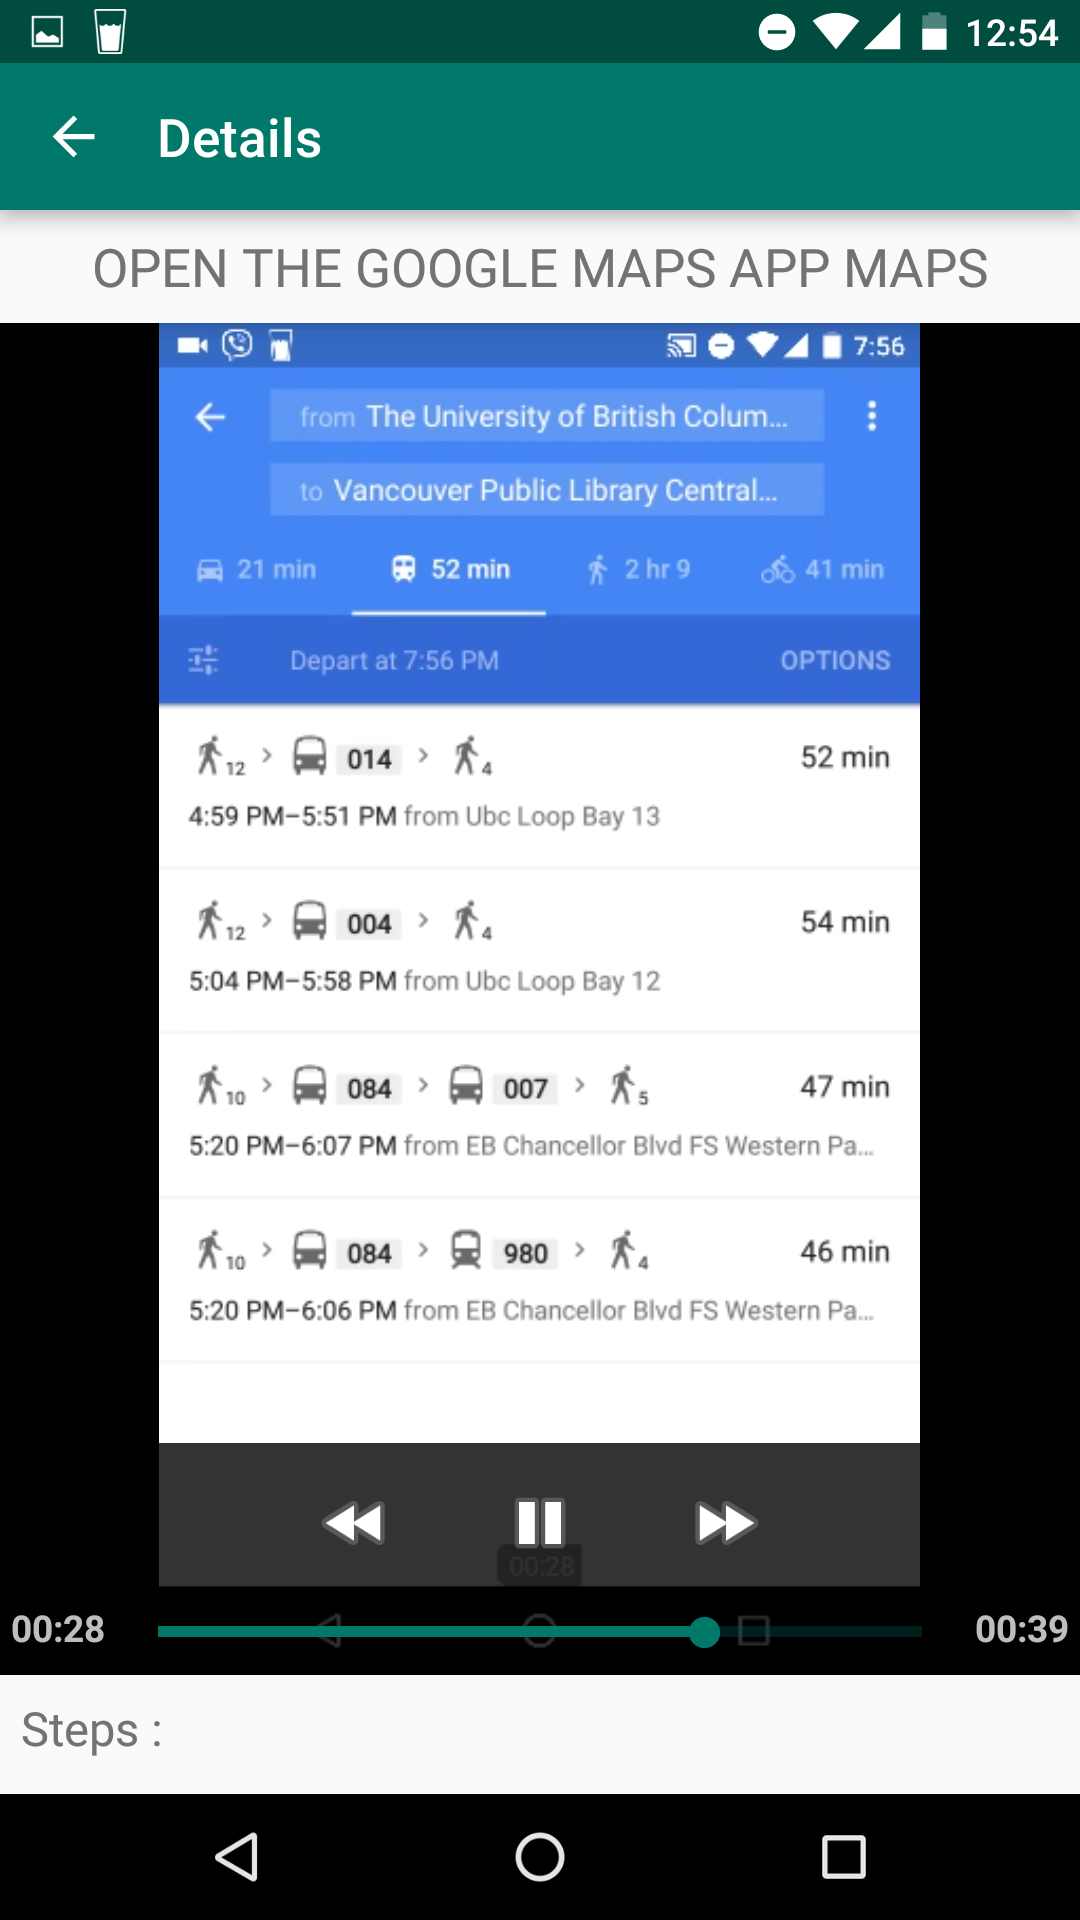 12:54
Details
OPEN THE GOOGLE MAPS APP MAPS
7:56
from The University of British Colum...
to Vancouver Public Library Central...
21 min 52 min 2 hr 9 41 min
Depart at 7:56 PM OPTIONS
12 > 014 > 4 52 min
4:59 PM–5:51 PM from Ubc Loop Bay 13
12 > 004 > 4 54 min
5:04 PM–5:58 PM from Ubc Loop Bay 12
10 > 084 > 007 > 5 47 min
5:20 PM–6:07 PM from EB Chancellor Blvd FS Western Pa...
10 > 084 > 980 > 4 46 min
5:20 PM–6:06 PM from EB Chancellor Blvd FS Western Pa...
00:28
00:28 00:39
Steps :